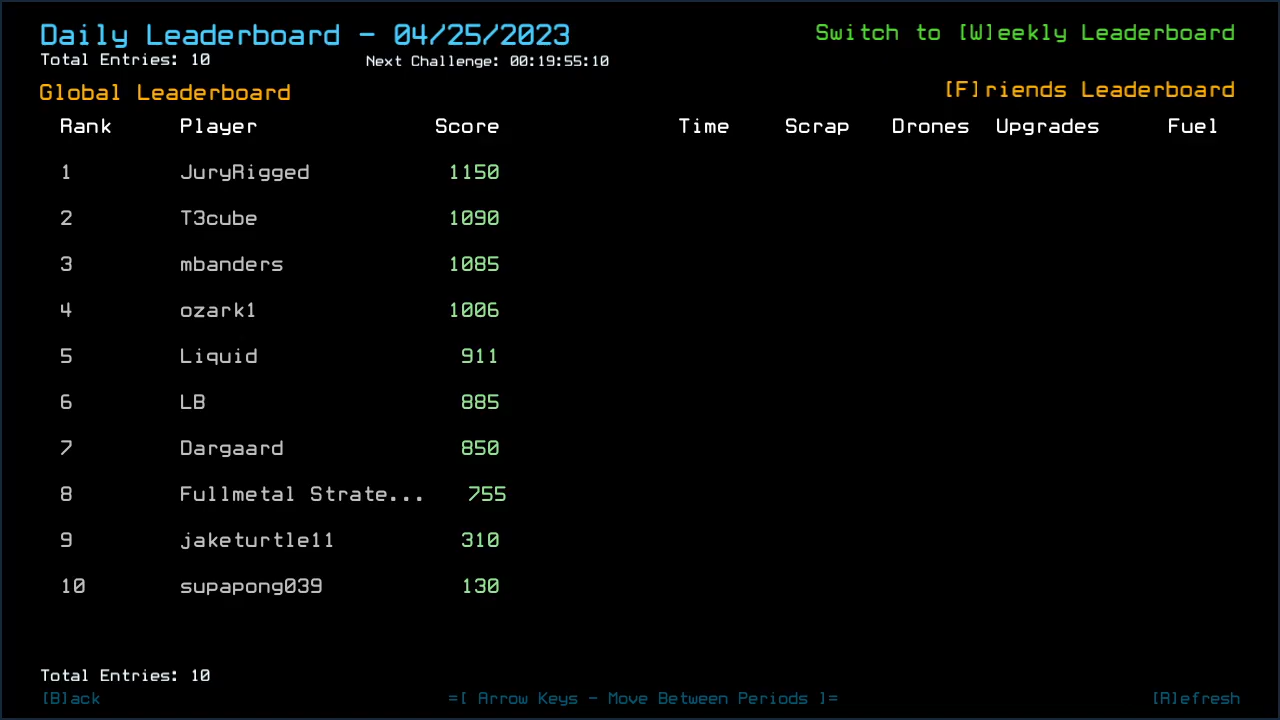 Daily Leaderboard - 04/25/2023 Switch to [W]eekly Leaderboard
Total Entries: 10 Next Challenge: 00:19:55:10
Global Leaderboard [F]riends Leaderboard
Rank Player Score Time Scrap Drones Upgrades Fuel
1 JuryRigged 1150
2 T3cube 1090
3 mbanders 1085
4 ozark1 1006
5 Liquid 911
6 LB 885
7 Dargaard 850
8 Fullmetal Strate... 755
9 jaketurtle11 310
10 supapong039 130
Total Entries: 10
[B]ack =[ Arrow Keys - Move Between Periods ]= [R]efresh